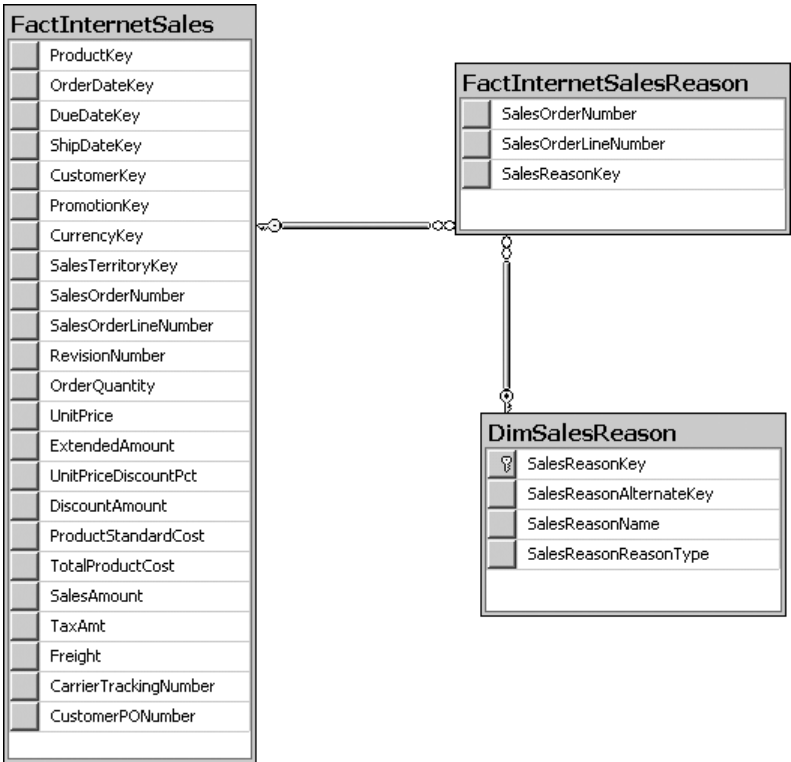 FactInternetSales
ProductKey
OrderDateKey
DueDateKey
ShipDateKey
CustomerKey
PromotionKey
CurrencyKey
SalesTerritoryKey
SalesOrderNumber
SalesOrderLineNumber
RevisionNumber
OrderQuantity
UnitPrice
ExtendedAmount
UnitPriceDiscountPct
DiscountAmount
ProductStandardCost
TotalProductCost
SalesAmount
TaxAmt
Freight
CarrierTrackingNumber
CustomerPONumber
FactInternetSalesReason
SalesOrderNumber
SalesOrderLineNumber
SalesReasonKey
DimSalesReason
SalesReasonKey
SalesReasonAlternateKey
SalesReasonName
SalesReasonReasonType